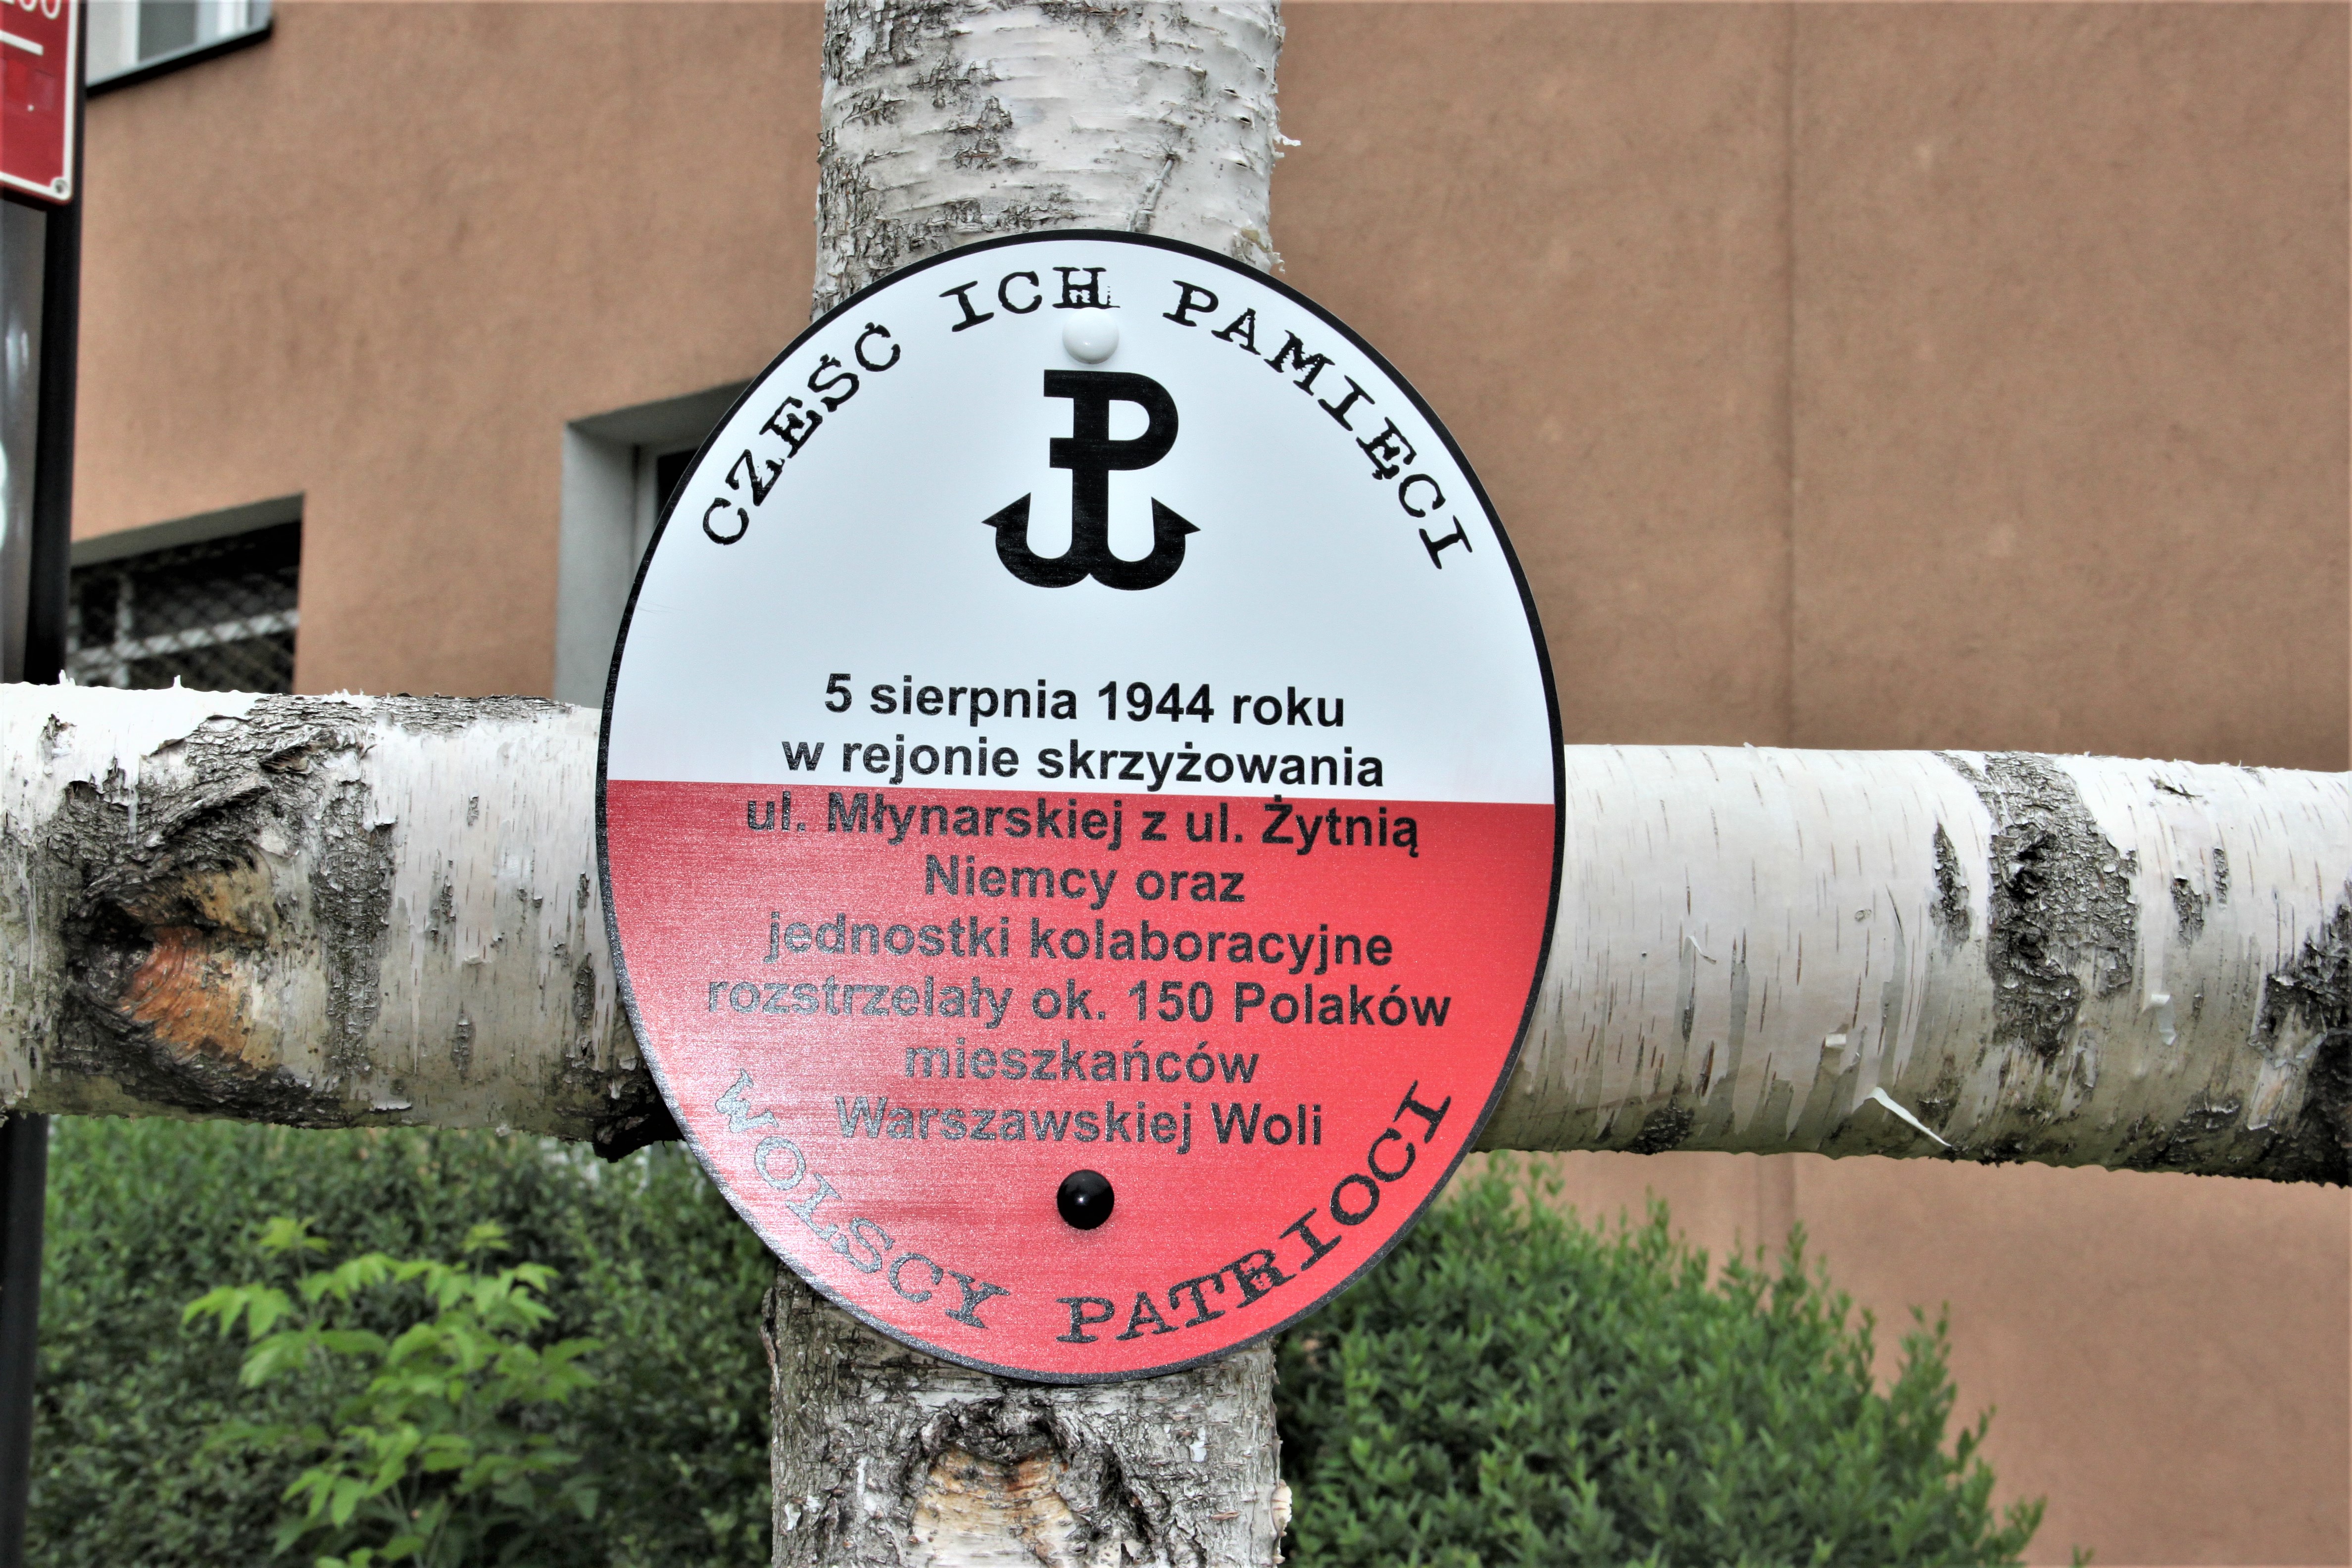 CZEŚĆ ICH PAMIĘCI
5 sierpnia 1944 roku
w rejonie skrzyżowania
ul. Młynarskiej z ul. Żytnią
Niemcy oraz
jednostki kolaboracyjne
rozstrzelały ok. 150 Polaków
mieszkańców
Warszawskiej Woli
WOLSCY PATRIOCI